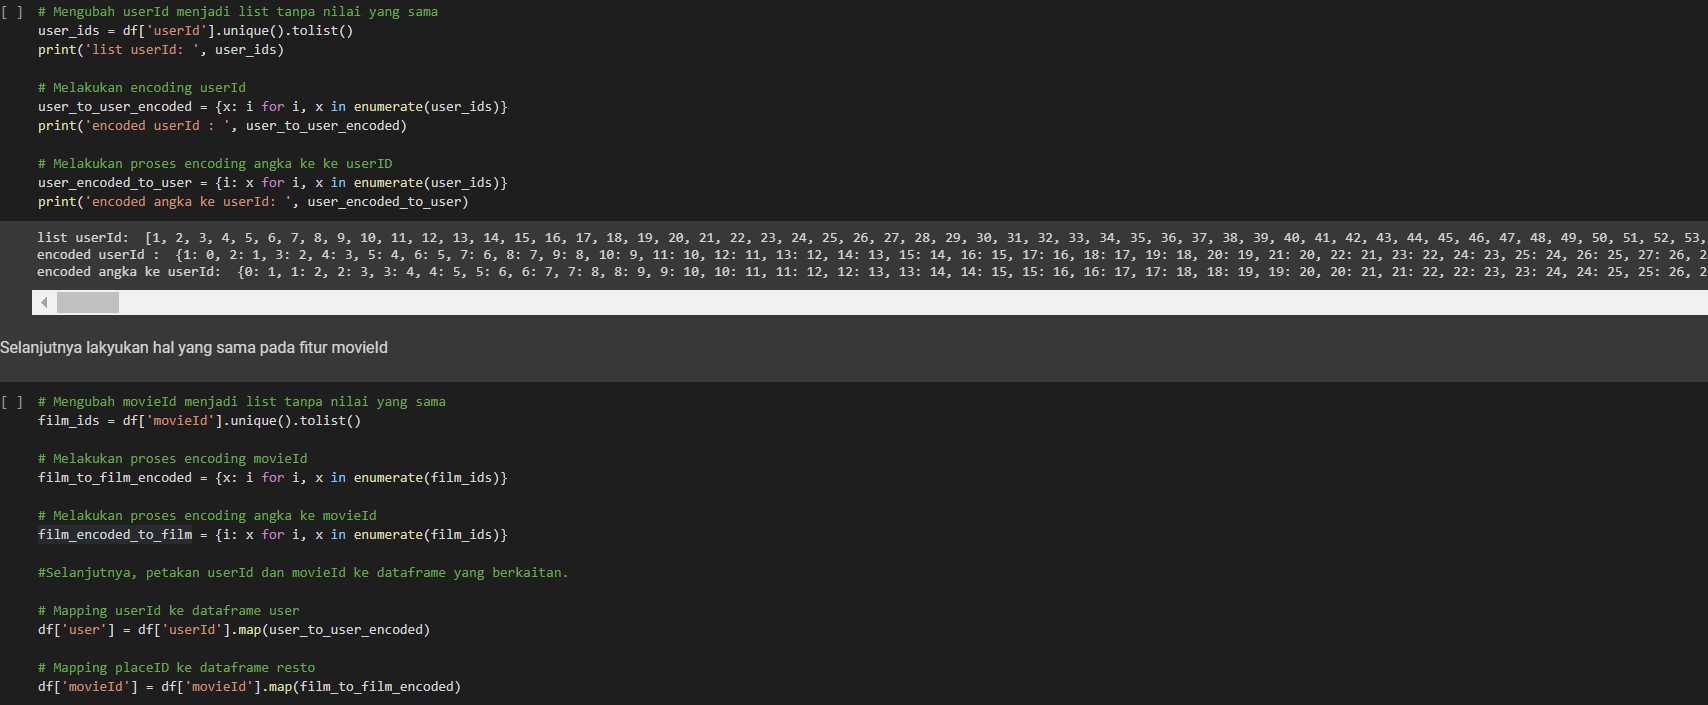 [ ] # Mengubah userId menjadi list tanpa nilai yang sama
user_ids = df['userId'].unique().tolist()
print('list userId: ', user_ids)
# Melakukan encoding userId
user_to_user_encoded = {x: i for i, x in enumerate(user_ids)}
print('encoded userId : ', user_to_user_encoded)
# Melakukan proses encoding angka ke ke userID
user_encoded_to_user = {i: x for i, x in enumerate(user_ids)}
print('encoded angka ke userId: ', user_encoded_to_user)
list userId:  [1, 2, 3, 4, 5, 6, 7, 8, 9, 10, 11, 12, 13, 14, 15, 16, 17, 18, 19, 20, 21, 22, 23, 24, 25, 26, 27, 28, 29, 30, 31, 32, 33, 34, 35, 36, 37, 38, 39, 40, 41, 42, 43, 44, 45, 46, 47, 48, 49, 50, 51, 52, 53,
encoded userId :  {1: 0, 2: 1, 3: 2, 4: 3, 5: 4, 6: 5, 7: 6, 8: 7, 9: 8, 10: 9, 11: 10, 12: 11, 13: 12, 14: 13, 15: 14, 16: 15, 17: 16, 18: 17, 19: 18, 20: 19, 21: 20, 22: 21, 23: 22, 24: 23, 25: 24, 26: 25, 27: 26, 2
encoded angka ke userId:  {0: 1, 1: 2, 2: 3, 3: 4, 4: 5, 5: 6, 6: 7, 7: 8, 8: 9, 9: 10, 10: 11, 11: 12, 12: 13, 13: 14, 14: 15, 15: 16, 16: 17, 17: 18, 18: 19, 19: 20, 20: 21, 21: 22, 22: 23, 23: 24, 24: 25, 25: 26, 2
Selanjutnya lakyukan hal yang sama pada fitur movieId
[ ] # Mengubah movieId menjadi list tanpa nilai yang sama
film_ids = df['movieId'].unique().tolist()
# Melakukan proses encoding movieId
film_to_film_encoded = {x: i for i, x in enumerate(film_ids)}
# Melakukan proses encoding angka ke movieId
film_encoded_to_film = {i: x for i, x in enumerate(film_ids)}
#Selanjutnya, petakan userId dan movieId ke dataframe yang berkaitan.
# Mapping userId ke dataframe user
df['user'] = df['userId'].map(user_to_user_encoded)
# Mapping placeID ke dataframe resto
df['movieId'] = df['movieId'].map(film_to_film_encoded)